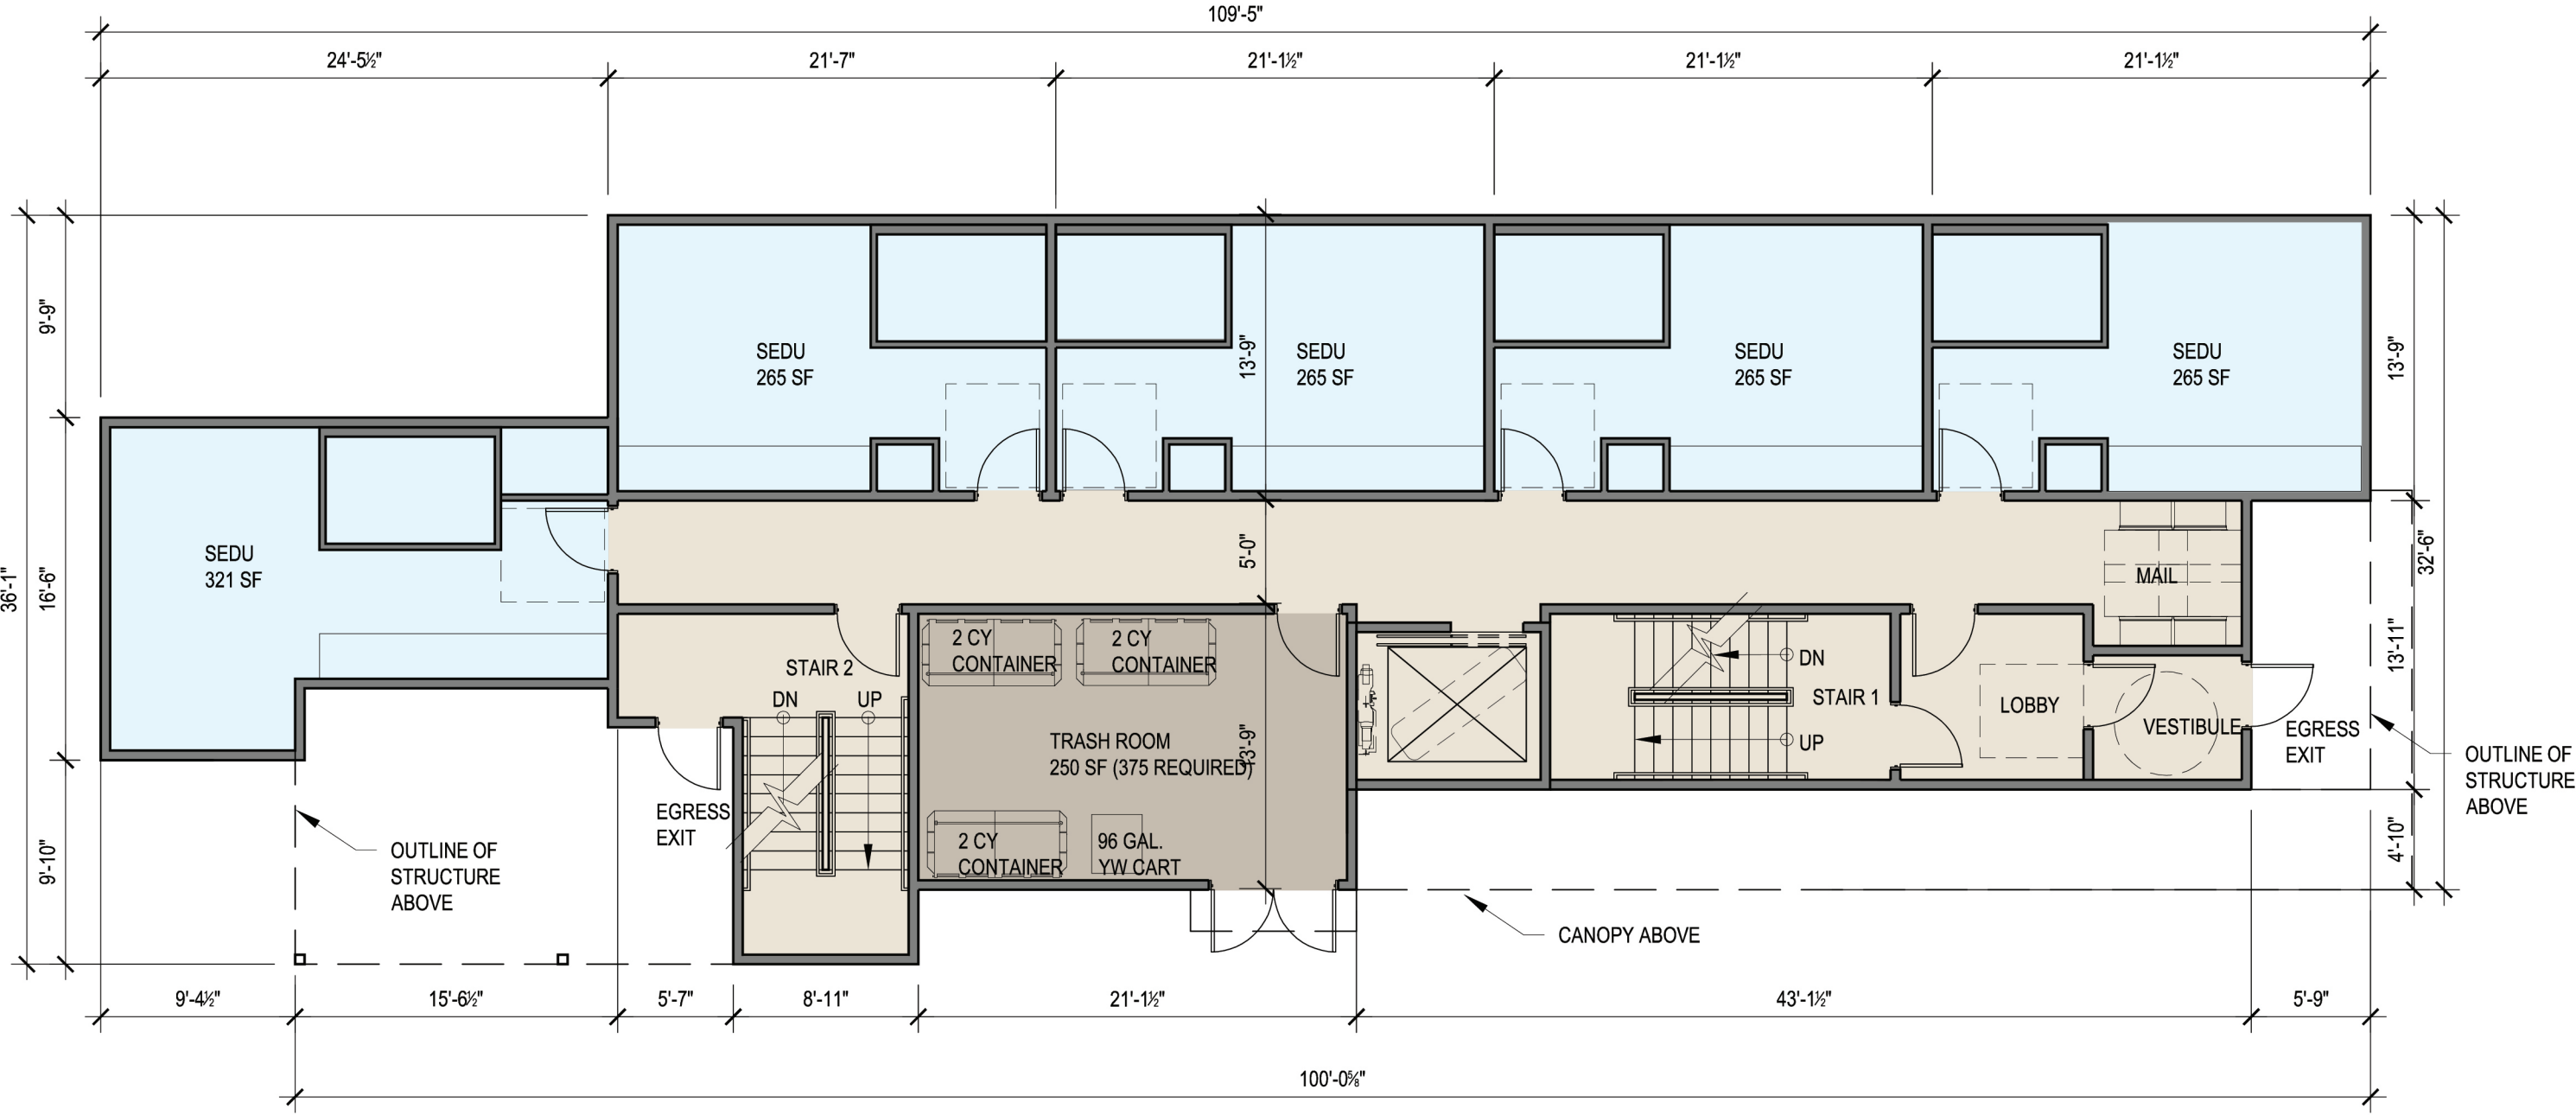 109'-5"
24'-5½"
21'-7"
21'-1½"
21'-1½"
21'-1½"
9'-9"
13'-9"
13'-9"
SEDU
265 SF
SEDU
265 SF
SEDU
265 SF
SEDU
265 SF
36'-1"
16'-6"
SEDU
321 SF
5'-0"
MAIL
32'-6"
13'-11"
STAIR 2
DN
UP
2 CY
CONTAINER
2 CY
CONTAINER
DN
STAIR 1
UP
LOBBY
VESTIBULE
EGRESS
EXIT
OUTLINE OF
STRUCTURE
ABOVE
TRASH ROOM
250 SF (375 REQUIRED)
13'-9"
EGRESS
EXIT
2 CY
CONTAINER
96 GAL.
YW CART
9'-10"
OUTLINE OF
STRUCTURE
ABOVE
4'-10"
CANOPY ABOVE
9'-4½"
15'-6½"
5'-7"
8'-11"
21'-1½"
43'-1½"
5'-9"
100'-0⅝"